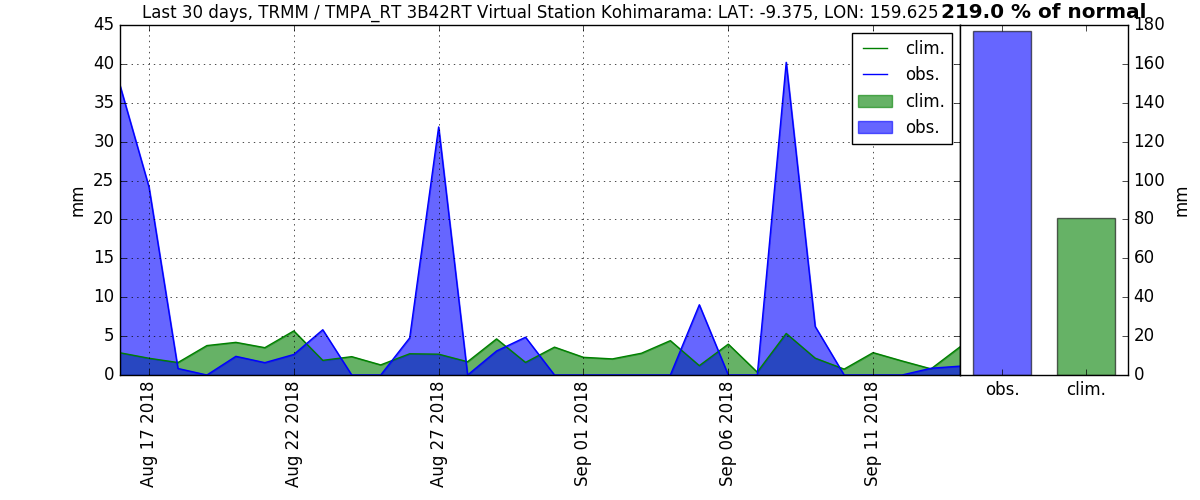 Last 30 days, TRMM / TMPA_RT 3B42RT Virtual Station Kohimarama: LAT: -9.375, LON: 159.625
219.0 % of normal
45
40
35
30
25
20
15
10
5
0
mm
clim.
obs.
clim.
obs.
Aug 17 2018
Aug 22 2018
Aug 27 2018
Sep 01 2018
Sep 06 2018
Sep 11 2018
180
160
140
120
100
80
60
40
20
0
mm
obs.
clim.